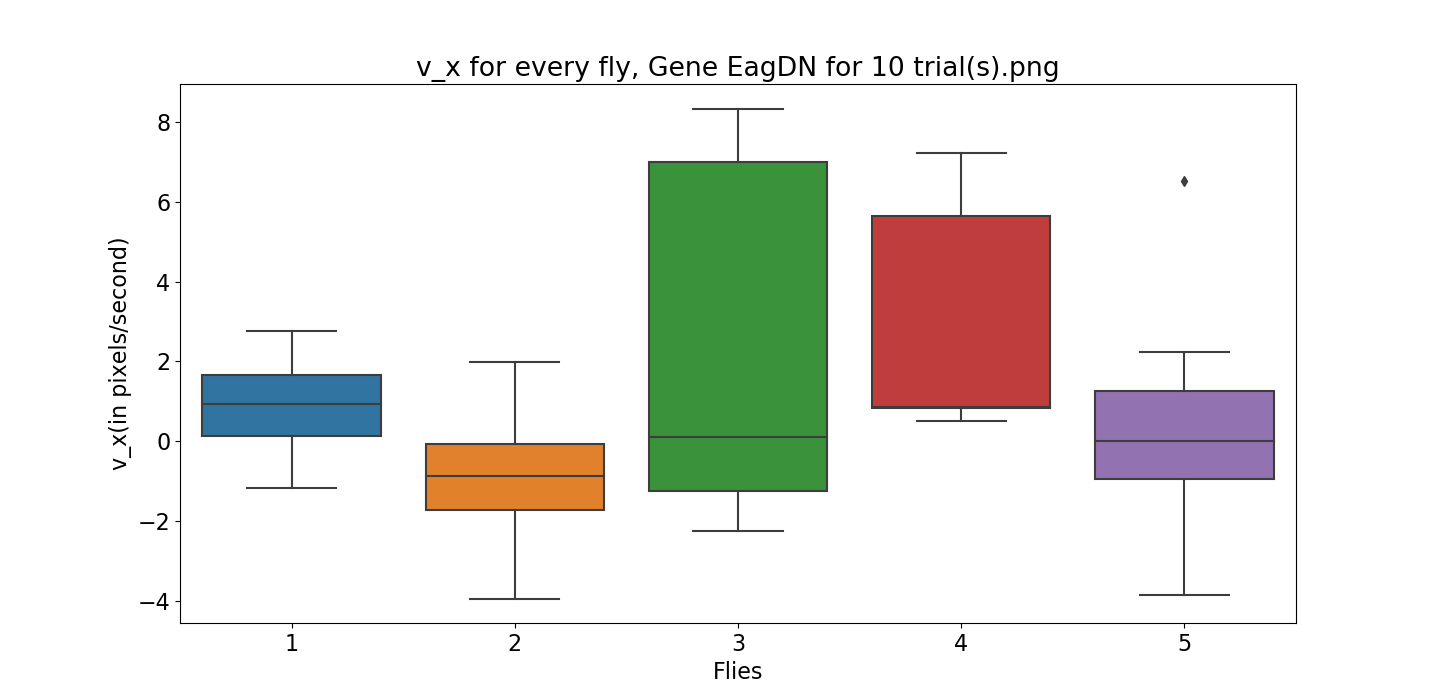 v_x for every fly, Gene EagDN for 10 trial(s).png
v_x(in pixels/second)
8
6
4
2
0
−2
−4
1 2 3 4 5
Flies